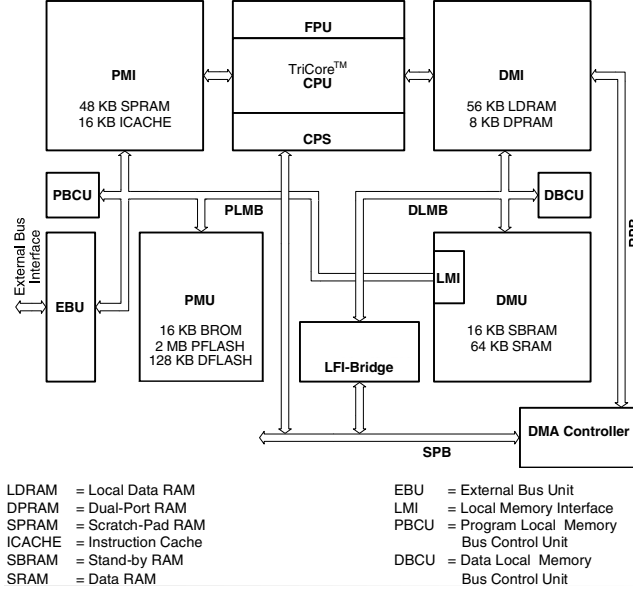 FPU
PMI
TriCore™
CPU
DMI
48 KB SPRAM
16 KB ICACHE
56 KB LDRAM
8 KB DPRAM
CPS
PBCU
PLMB
DLMB
DBCU
External Bus
Interface
EBU
PMU
LMI
DMU
16 KB BROM
2 MB PFLASH
128 KB DFLASH
16 KB SBRAM
64 KB SRAM
LFI-Bridge
DMA Controller
SPB
LDRAM = Local Data RAM
DPRAM = Dual-Port RAM
SPRAM = Scratch-Pad RAM
ICACHE = Instruction Cache
SBRAM = Stand-by RAM
SRAM = Data RAM
EBU = External Bus Unit
LMI = Local Memory Interface
PBCU = Program Local Memory
Bus Control Unit
DBCU = Data Local Memory
Bus Control Unit